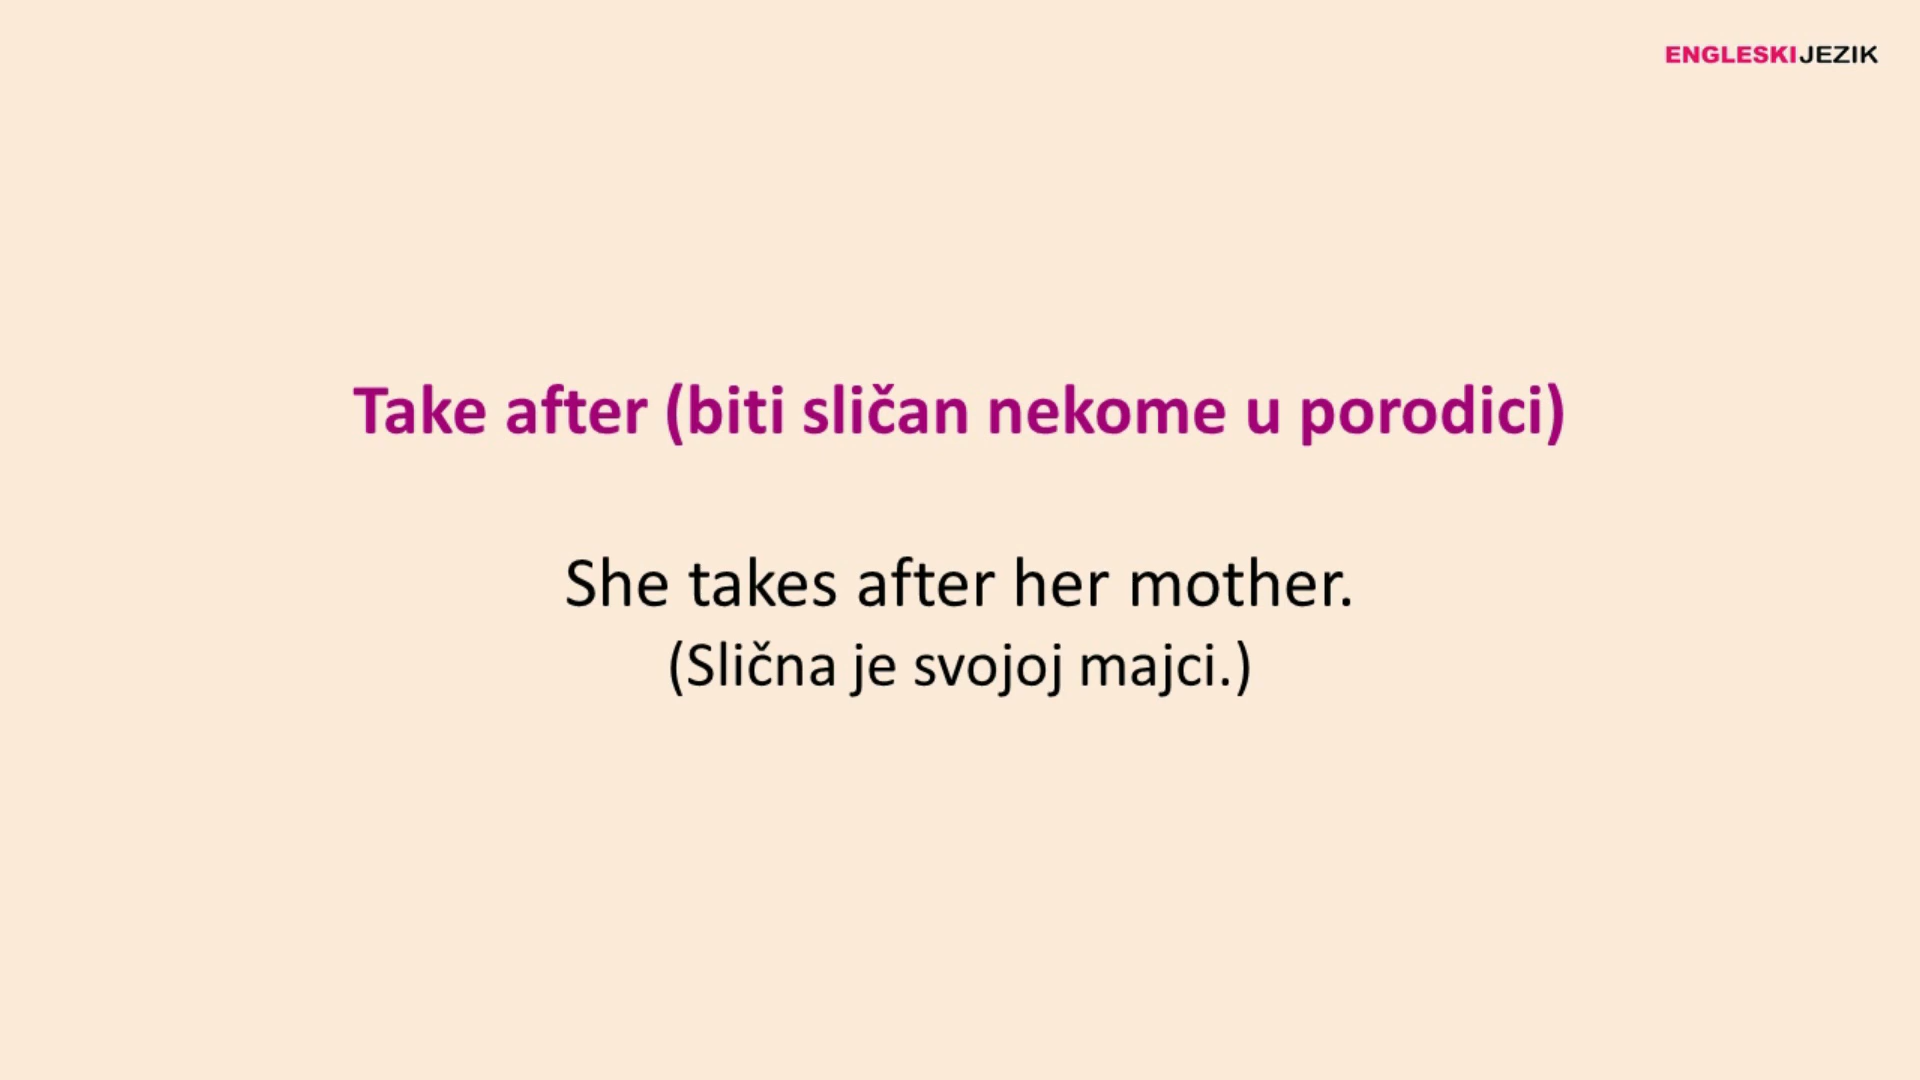 ENGLESKIJEZIK
Take after (biti sličan nekome u porodici)
She takes after her mother.
(Slična je svojoj majci.)